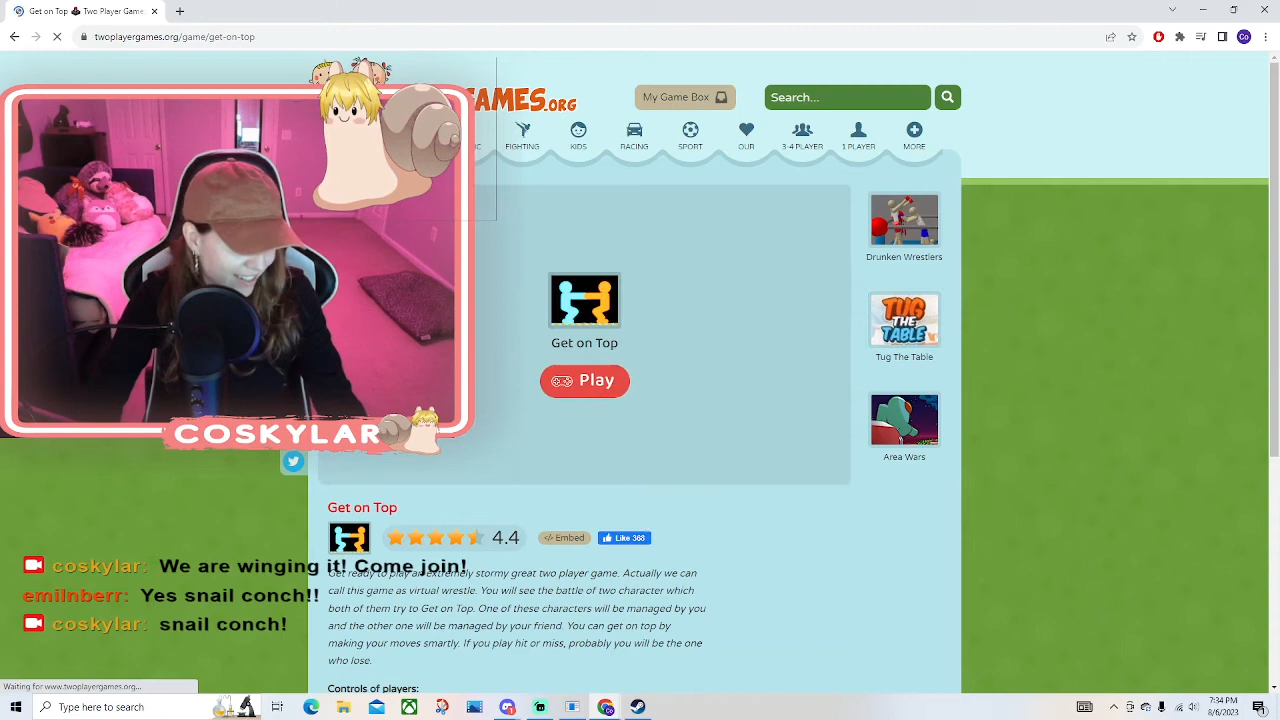 Get on Top
Two Player Games:
twoplayergames.org/game/get-on-top
Co
GAMES.ORG
My Game Box
Search...
FIGHTING
KIDS
RACING
SPORT
OUR
3-4 PLAYER
1 PLAYER
MORE
Get on Top
Play
Drunken Wrestlers
TUG
THE
TABLE
Tug The Table
Area Wars
COSKYLAR
Get on Top
4.4
</> Embed
Like 368
coskylar: We are winging it! Come join!
emilnberr: Yes snail conch!!
coskylar: snail conch!
Get ready to play an extremely stormy great two player game. Actually we can
call this game as virtual wrestle. You will see the battle of two character which
both of them try to Get on Top. One of these characters will be managed by you
and the other one will be managed by your friend. You can get on top by
making your moves smartly. If you play hit or miss, probably you will be the one
who lose.
Controls of players:
Waiting for www.twoplayergames.org...
Type here to search
7:34 PM
8/6/2023